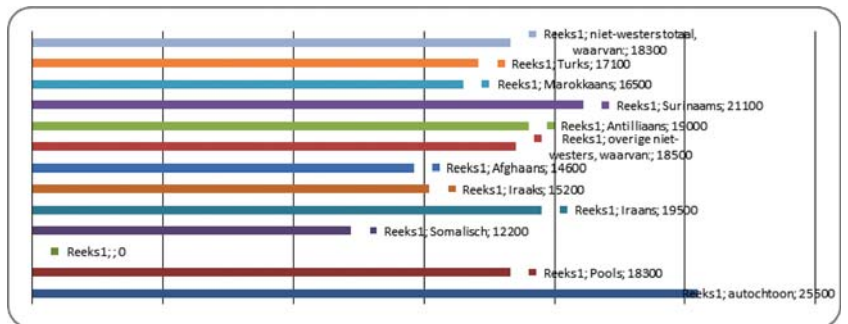 Reeks1; niet-westers totaal,
waarvan:; 18300
Reeks1; Turks; 17100
Reeks1; Marokkaans; 16500
Reeks1; Surinaams; 21100
Reeks1; Antilliaans; 19000
Reeks1; overige niet-
westers, waarvan:; 18500
Reeks1; Afghaans; 14600
Reeks1; Iraaks; 15200
Reeks1; Iraans; 19500
Reeks1; Somalisch; 12200
Reeks1; ; 0
Reeks1; Pools; 18300
Reeks1; autochtoon; 25500